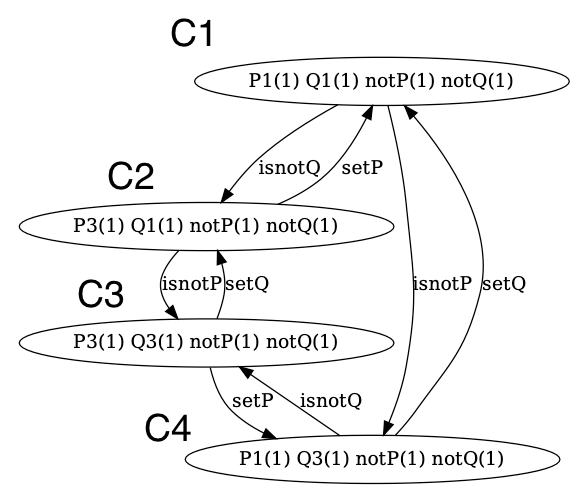 C1
P1(1) Q1(1) notP(1) notQ(1)
isnotQ setP
C2
P3(1) Q1(1) notP(1) notQ(1)
isnotP setQ isnotP setQ
C3
P3(1) Q3(1) notP(1) notQ(1)
setP isnotQ
C4
P1(1) Q3(1) notP(1) notQ(1)